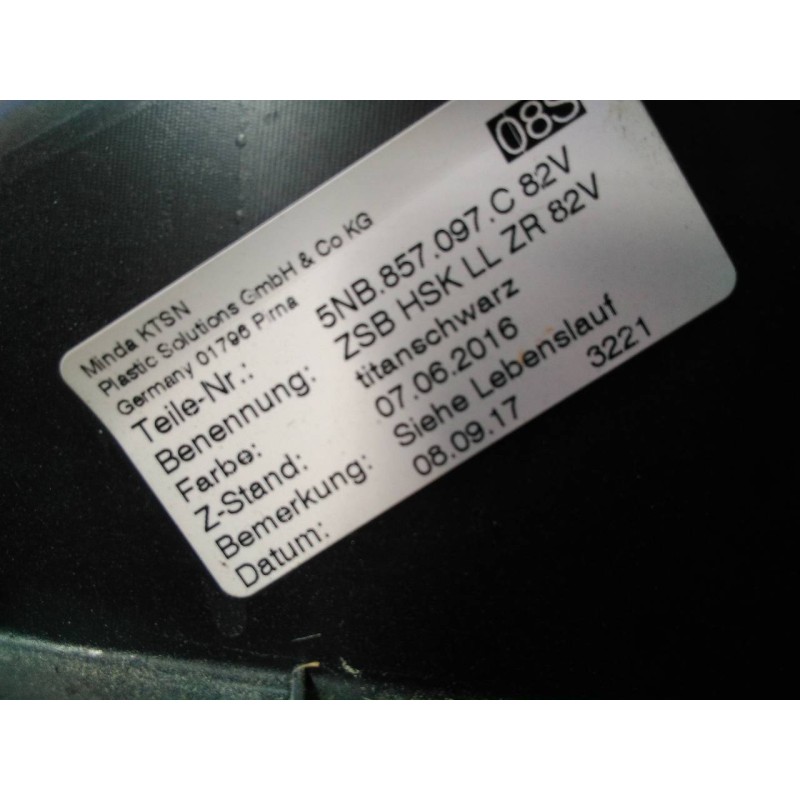 08S
Minda KTSN
Plastic Solutions GmbH & Co KG
Germany 01796 Pirna
Teile-Nr.: 5NB.857.097.C 82V
Benennung: ZSB HSK LL ZR 82V
Farbe: titanschwarz
Z-Stand: 07.06.2016
Bemerkung: Siehe Lebenslauf
Datum: 08.09.17 3221